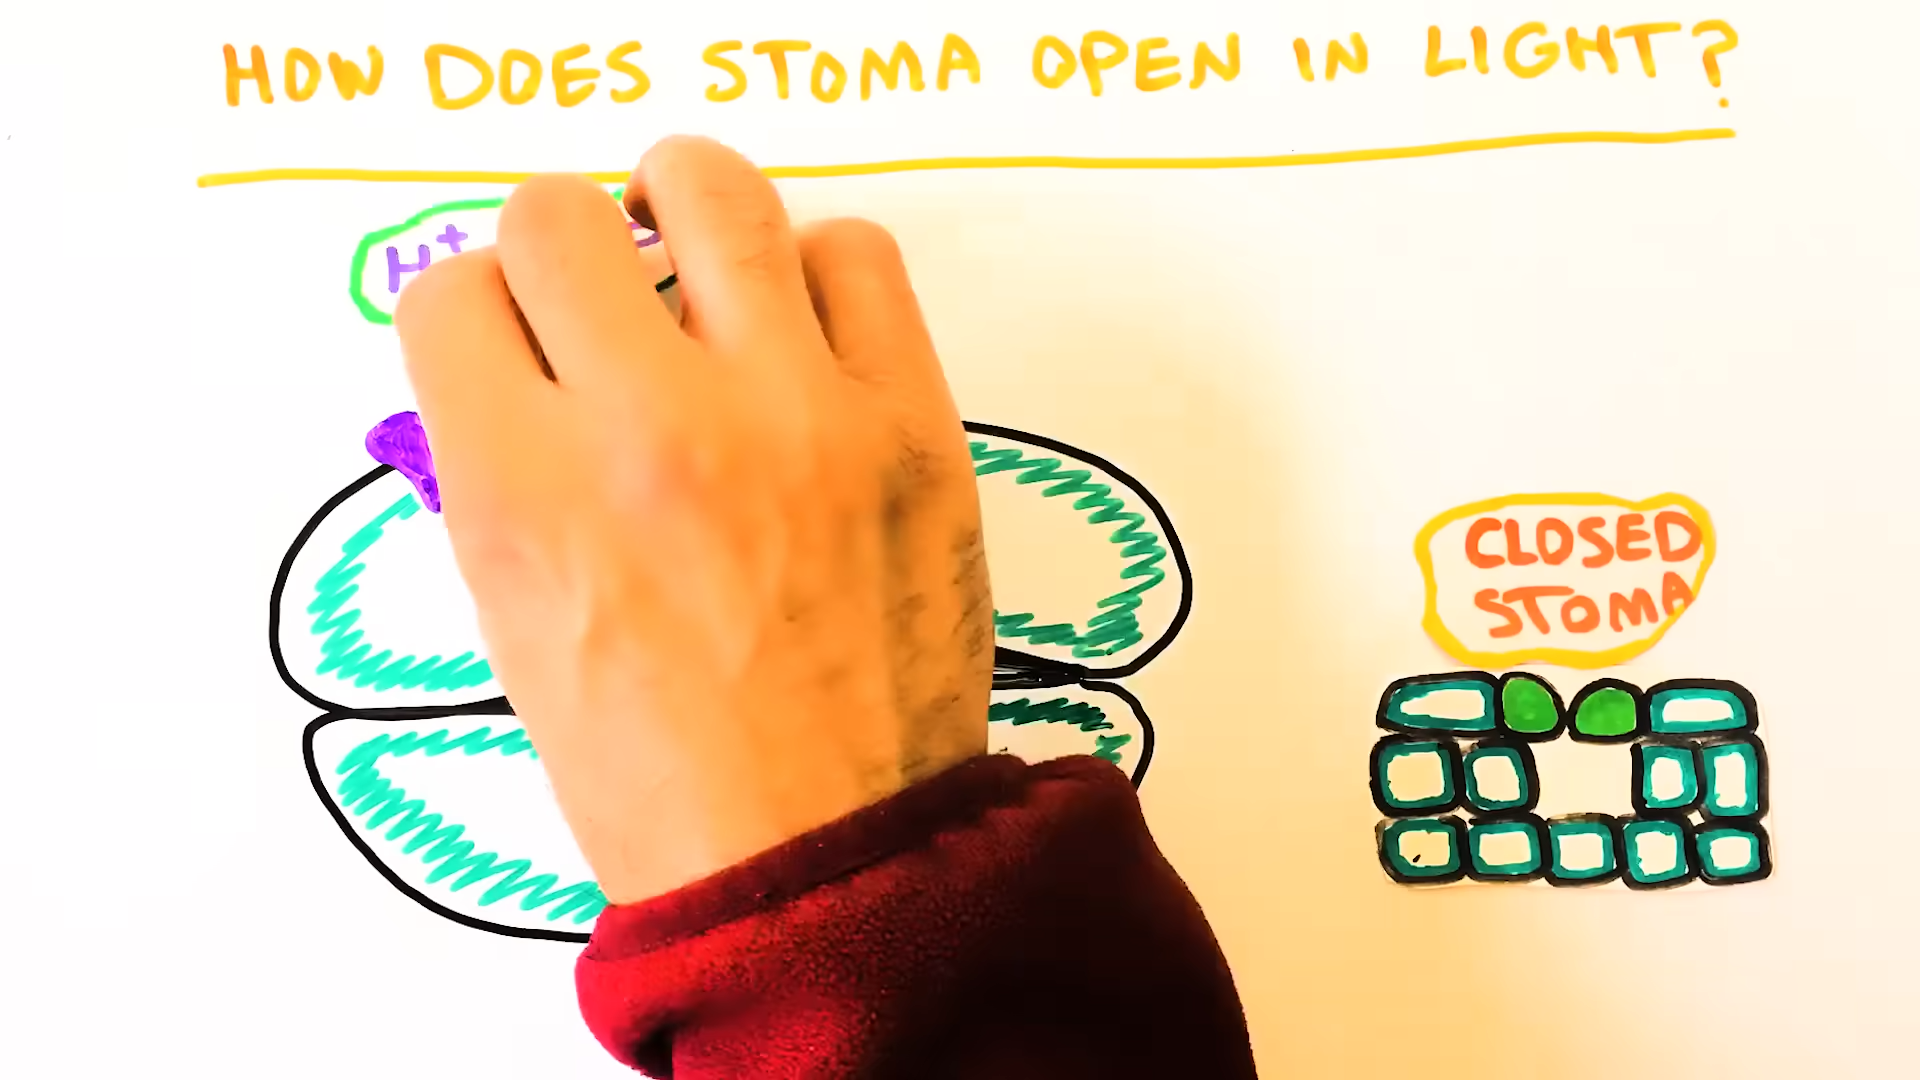 HOW DOES STOMA OPEN IN LIGHT?
H+
CLOSED
STOMA